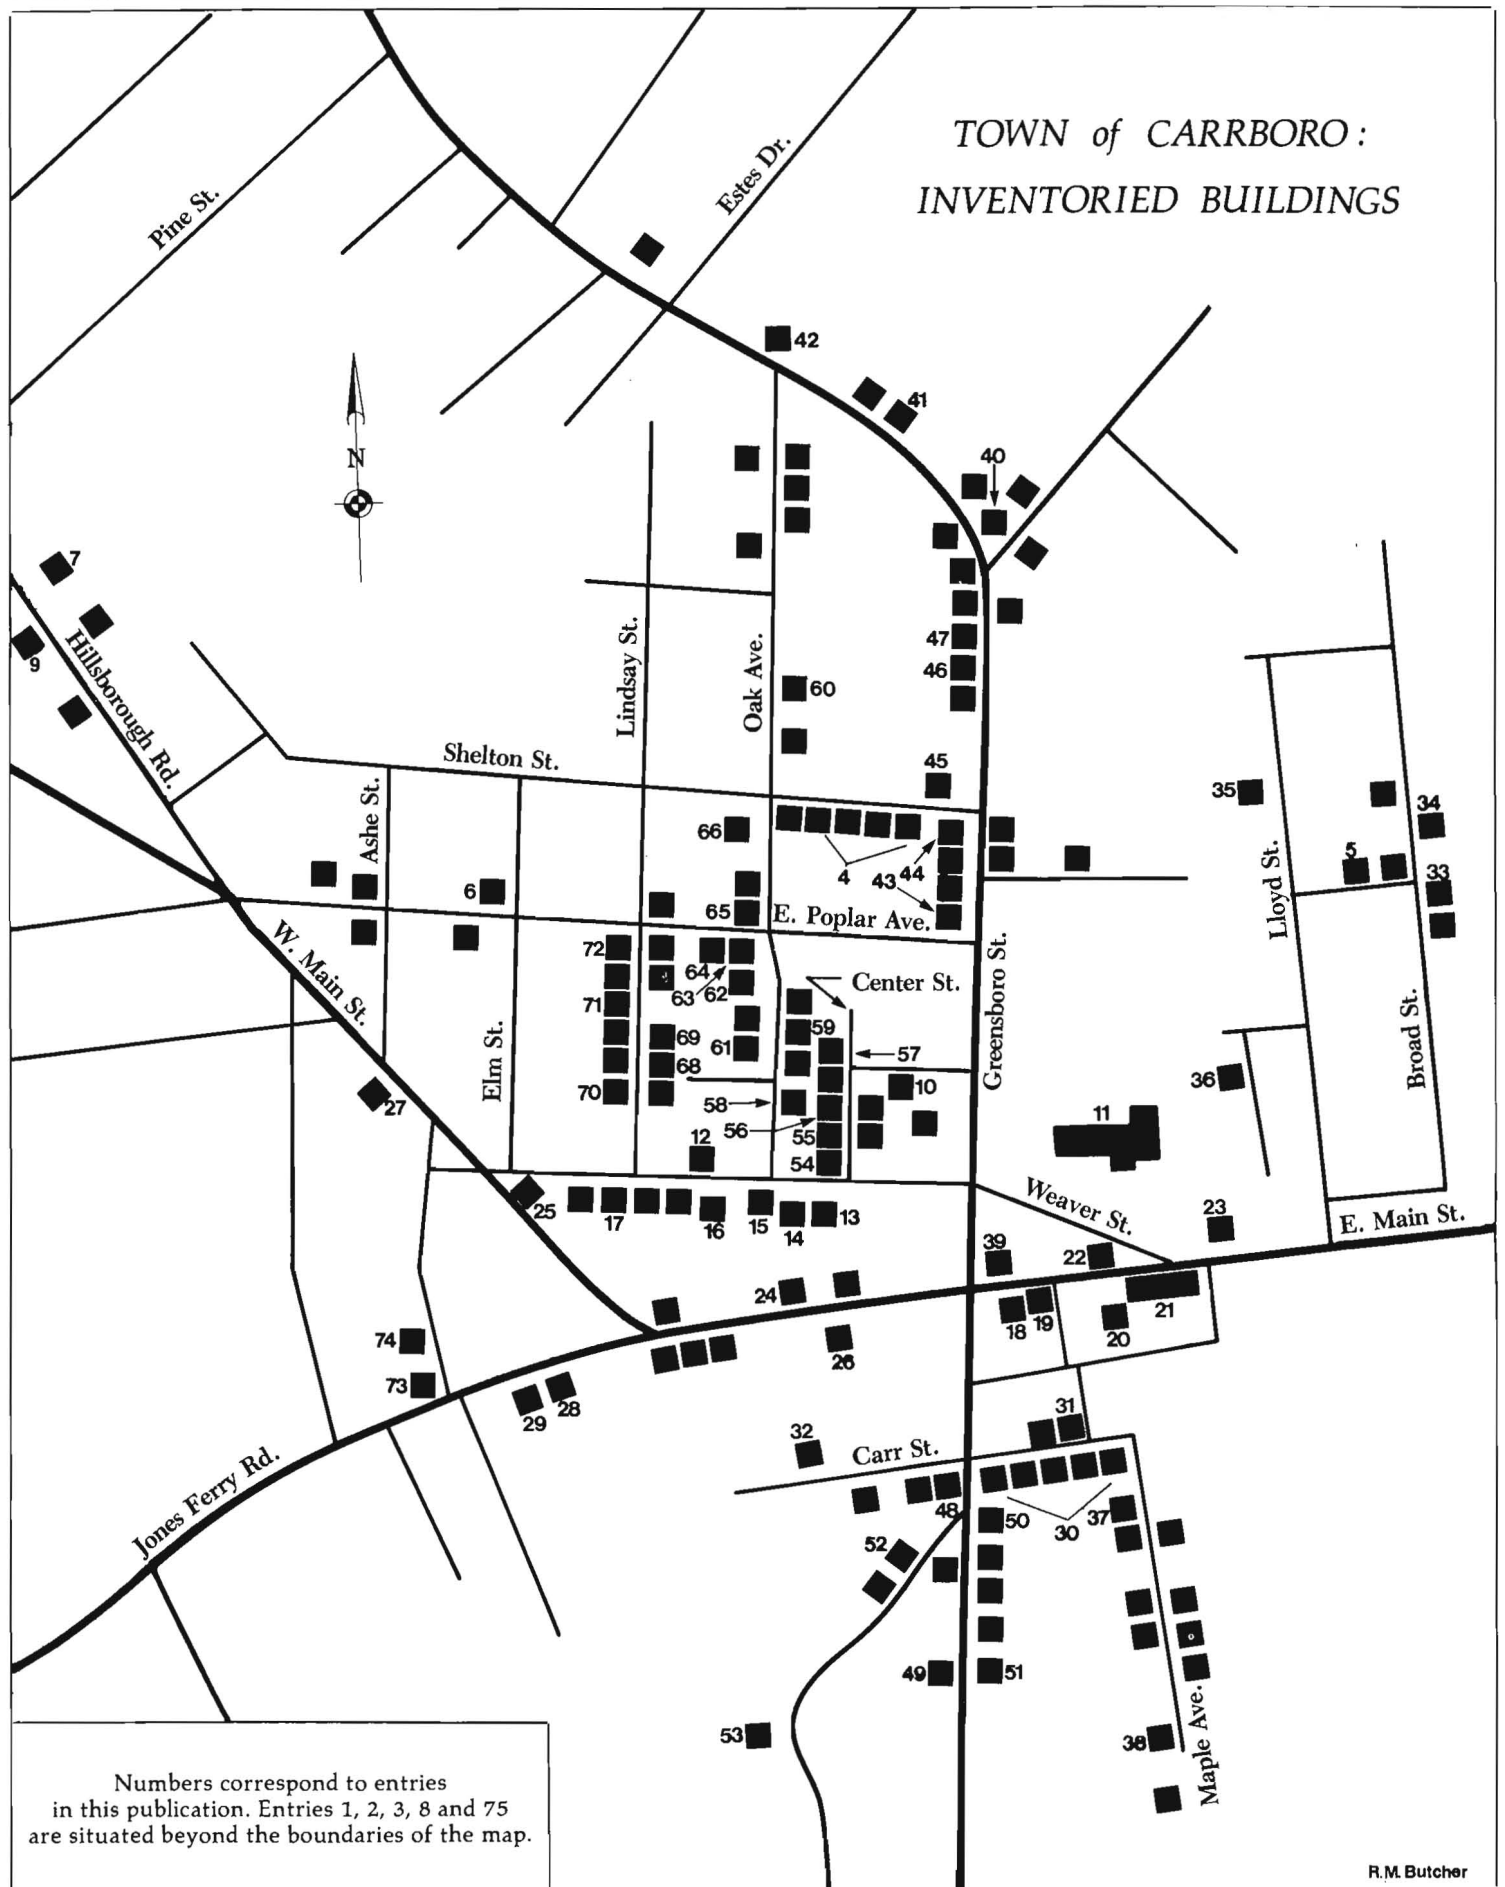 TOWN of CARRBORO:
INVENTORIED BUILDINGS
Pine St.
Estes Dr.
42
41
40
N
7
9
Hillsborough Rd.
Lindsay St.
Oak Ave.
47
46
60
45
Shelton St.
Ashe St.
66
4
43
44
35
34
5
33
6
65
E. Poplar Ave.
Lloyd St.
W. Main St.
72
64
63
62
71
Center St.
59
Greensboro St.
Broad St.
69
61
57
68
Elm St.
70
58
10
36
27
56
55
12
54
11
25
17
16
15
14
13
Weaver St.
23
E. Main St.
39
22
24
21
18
19
20
26
74
73
29
28
32
31
Carr St.
48
50
30
37
Jones Ferry Rd.
52
49
51
53
38
Maple Ave.
Numbers correspond to entries
in this publication. Entries 1, 2, 3, 8 and 75
are situated beyond the boundaries of the map.
R.M. Butcher